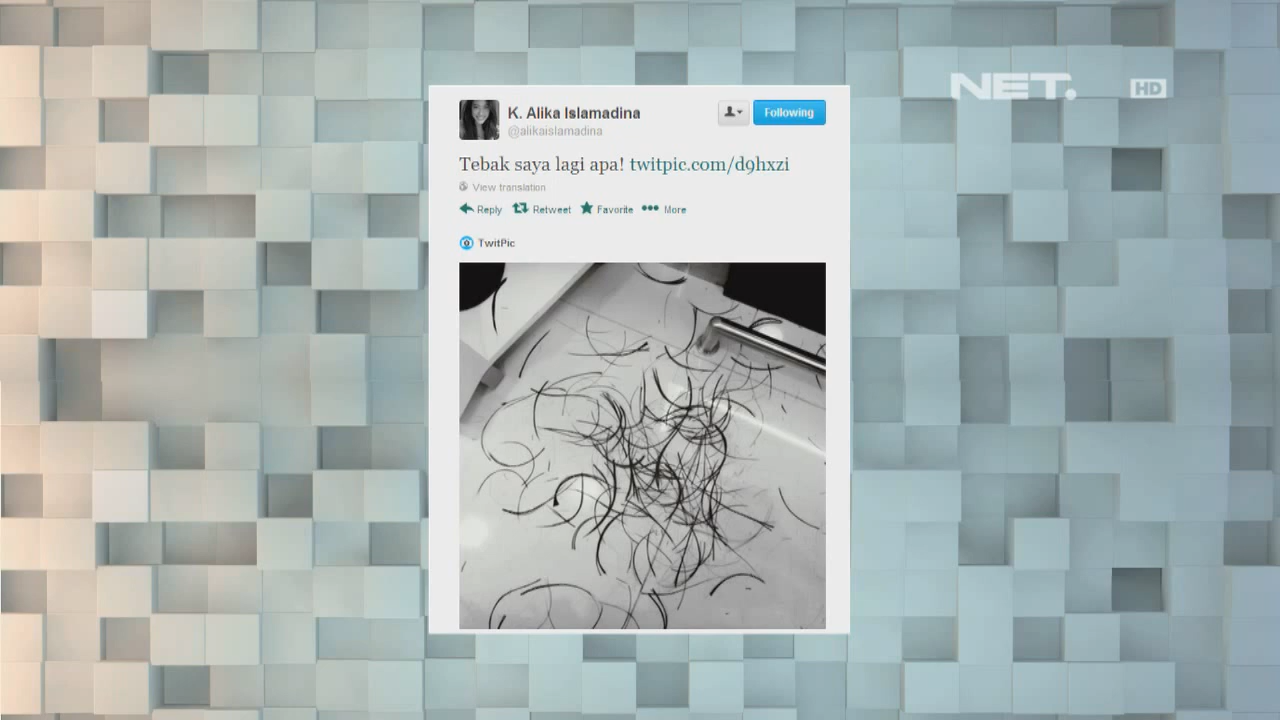 NET.
HD
K. Alika Islamadina
Following
@alikaislamadina
Tebak saya lagi apa! twitpic.com/d9hxzi
View translation
Reply Retweet Favorite More
TwitPic